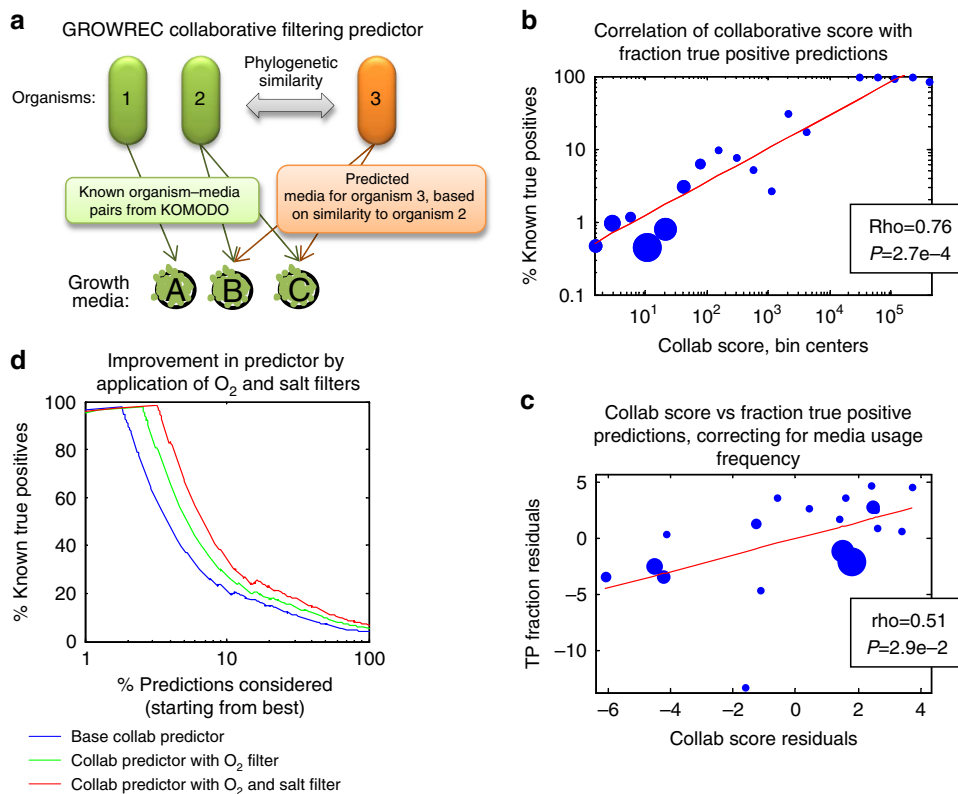 a
GROWREC collaborative filtering predictor
Organisms:
1
2
Phylogenetic
similarity
3
Known organism–media
pairs from KOMODO
Predicted
media for organism 3, based
on similarity to organism 2
Growth
media:
A
B
C
b
Correlation of collaborative score with
fraction true positive predictions
% Known true positives
100
10
1
0.1
10^1
10^2
10^3
10^4
10^5
Rho=0.76
P=2.7e–4
Collab score, bin centers
d
Improvement in predictor by
application of O2 and salt filters
% Known true positives
100
80
60
40
20
0
1
10
100
% Predictions considered
(starting from best)
Base collab predictor
Collab predictor with O2 filter
Collab predictor with O2 and salt filter
c
Collab score vs fraction true positive
predictions, correcting for media usage
frequency
TP fraction residuals
5
0
–5
–10
–6
–4
–2
0
2
4
rho=0.51
P=2.9e–2
Collab score residuals